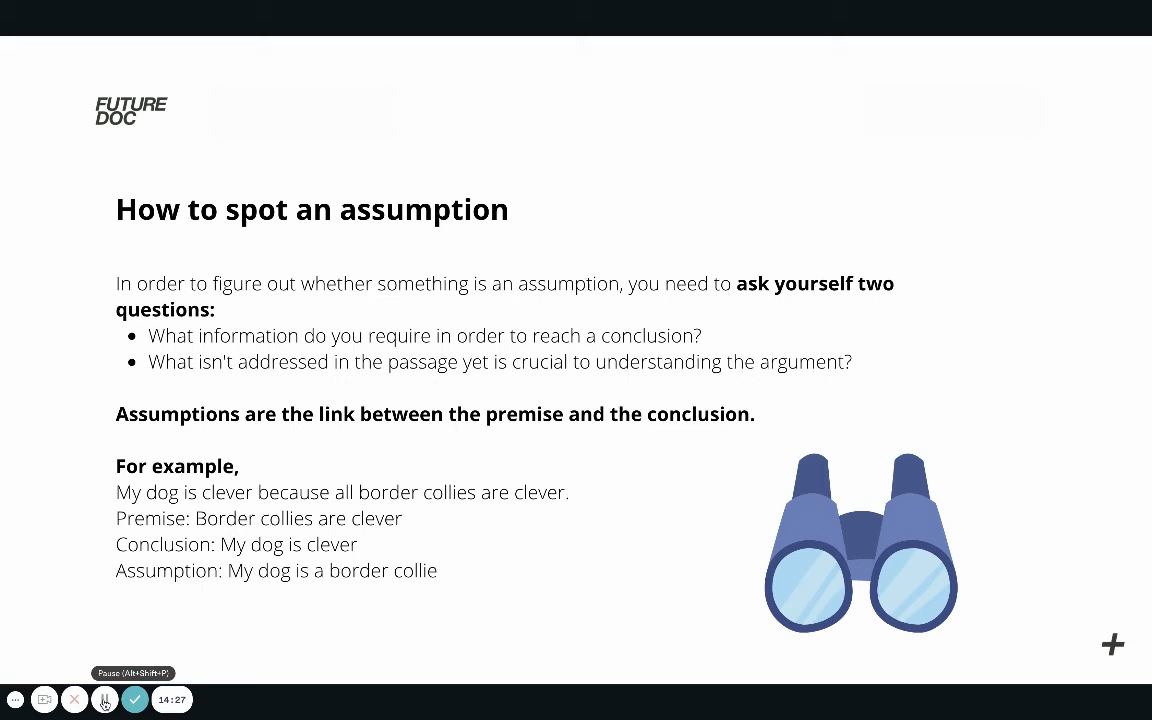 FUTURE
DOC
How to spot an assumption
In order to figure out whether something is an assumption, you need to ask yourself two
questions:
• What information do you require in order to reach a conclusion?
• What isn't addressed in the passage yet is crucial to understanding the argument?
Assumptions are the link between the premise and the conclusion.
For example,
My dog is clever because all border collies are clever.
Premise: Border collies are clever
Conclusion: My dog is clever
Assumption: My dog is a border collie
Pause (Alt+Shift+P)
14:27